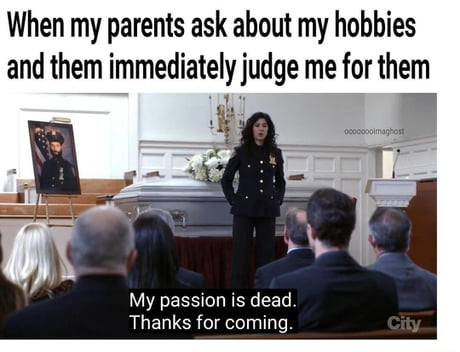 When my parents ask about my hobbies
and them immediately judge me for them
oooooooimaghost
My passion is dead.
Thanks for coming.
City